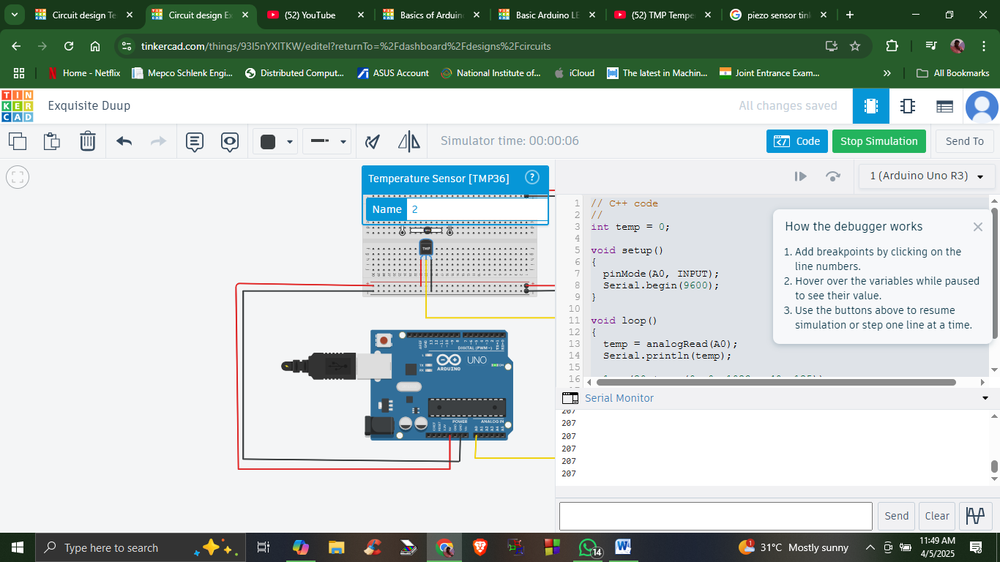 Circuit design Te
Circuit design Ex
(52) YouTube
Basics of Arduin
Basic Arduino LE
(52) TMP Tempe
piezo sensor tin
tinkercad.com/things/93I5nYXITKW/editel?returnTo=%2Fdashboard%2Fdesigns%2Fcircuits
Home - Netflix
Mepco Schlenk Engi...
Distributed Comput...
ASUS Account
National Institute of...
iCloud
The latest in Machin...
Joint Entrance Exam...
All Bookmarks
TIN
KER
CAD
Exquisite Duup
All changes saved
Simulator time: 00:00:06
Code
Stop Simulation
Send To
Temperature Sensor [TMP36]
?
Name
2
TMP
1 (Arduino Uno R3)
1 // C++ code
2 //
3 int temp = 0;
4
5 void setup()
6 {
7 pinMode(A0, INPUT);
8 Serial.begin(9600);
9 }
10
11 void loop()
12 {
13 temp = analogRead(A0);
14 Serial.println(temp);
15
16
How the debugger works
1. Add breakpoints by clicking on the
line numbers.
2. Hover over the variables while paused
to see their value.
3. Use the buttons above to resume
simulation or step one line at a time.
DIGITAL (PWM~)
UNO
ARDUINO
POWER
ANALOG IN
Serial Monitor
207
207
207
207
207
207
Send
Clear
Type here to search
14
1
31°C Mostly sunny
11:49 AM
4/5/2025